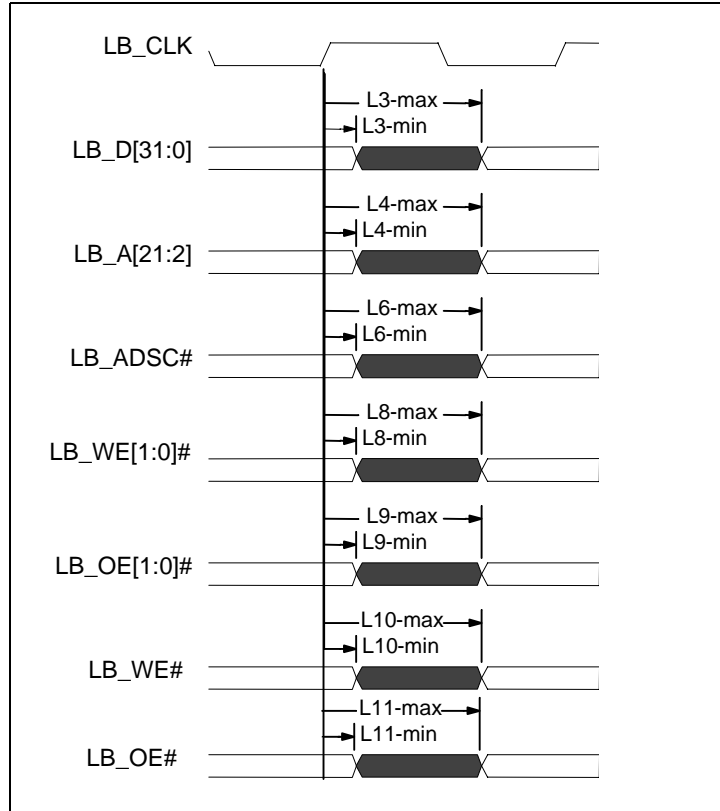 LB_CLK
L3-max
L3-min
LB_D[31:0]
L4-max
L4-min
LB_A[21:2]
L6-max
L6-min
LB_ADSC#
L8-max
L8-min
LB_WE[1:0]#
L9-max
L9-min
LB_OE[1:0]#
L10-max
L10-min
LB_WE#
L11-max
L11-min
LB_OE#